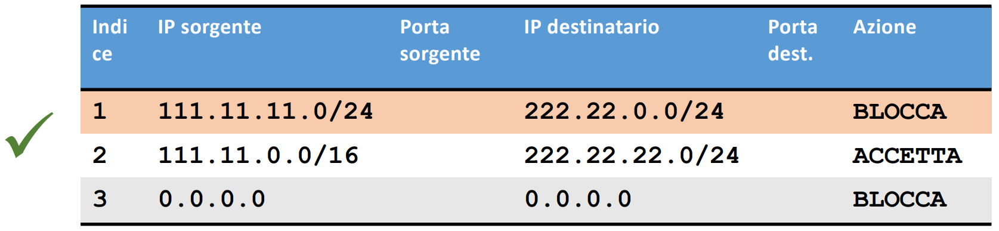 Indi ce IP sorgente Porta sorgente IP destinatario Porta dest. Azione
1 111.11.11.0/24 222.22.0.0/24 BLOCCA
2 111.11.0.0/16 222.22.22.0/24 ACCETTA
3 0.0.0.0 0.0.0.0 BLOCCA